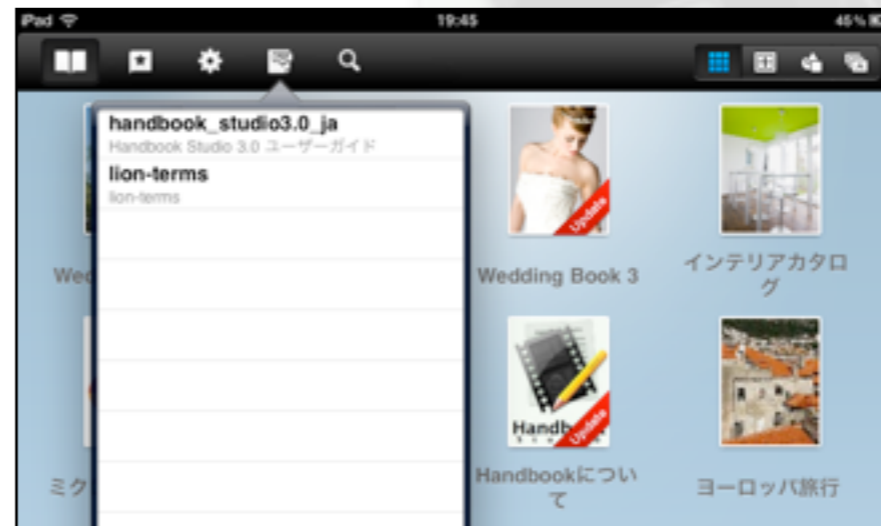 iPad
19:45
handbook_studio3.0_ja
Handbook Studio 3.0 ユーザーガイド
lion-terms
lion-terms
Update
Wedding Book 3
インテリアカタロ
グ
Update
Handbookについ
て
ヨーロッパ旅行
ミク